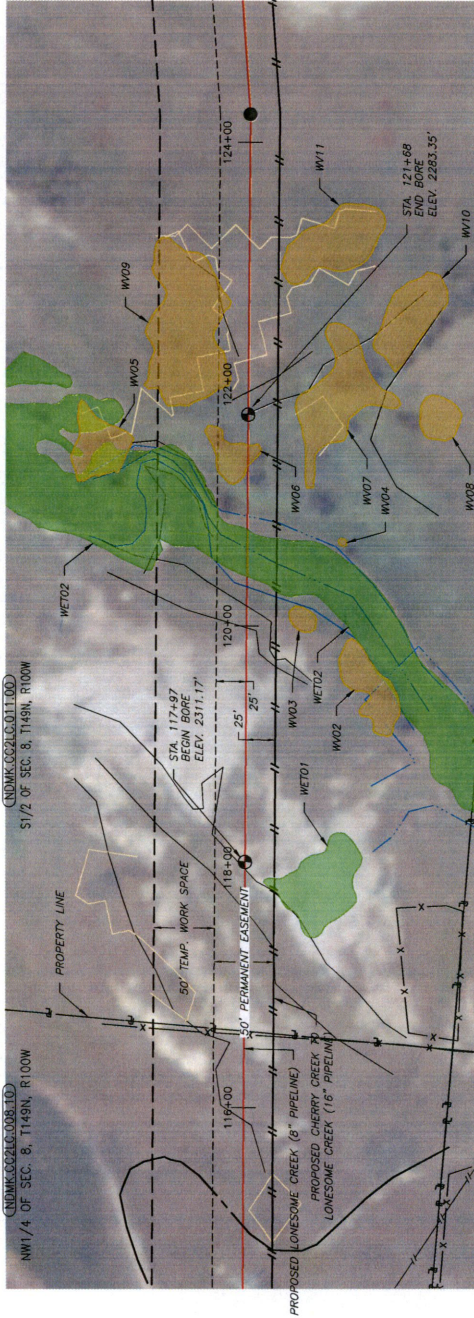 NDMK.CC2LC.008.10
NW1/4 OF SEC. 8, T149N, R100W
NDMK.CC2LC.011.00
S1/2 OF SEC. 8, T149N, R100W
PROPERTY LINE
50' TEMP. WORK SPACE
50' PERMANENT EASEMENT
PROPOSED LONESOME CREEK (8" PIPELINE)
PROPOSED CHERRY CREEK TO
LONESOME CREEK (16" PIPELINE)
116+00
118+00
120+00
122+00
124+00
STA. 117+97
BEGIN BORE
ELEV. 2311.17'
25'
25'
STA. 121+68
END BORE
ELEV. 2283.35'
WET01
WET02
WET02
WV02
WV03
WV04
WV05
WV06
WV07
WV08
WV09
WV10
WV11